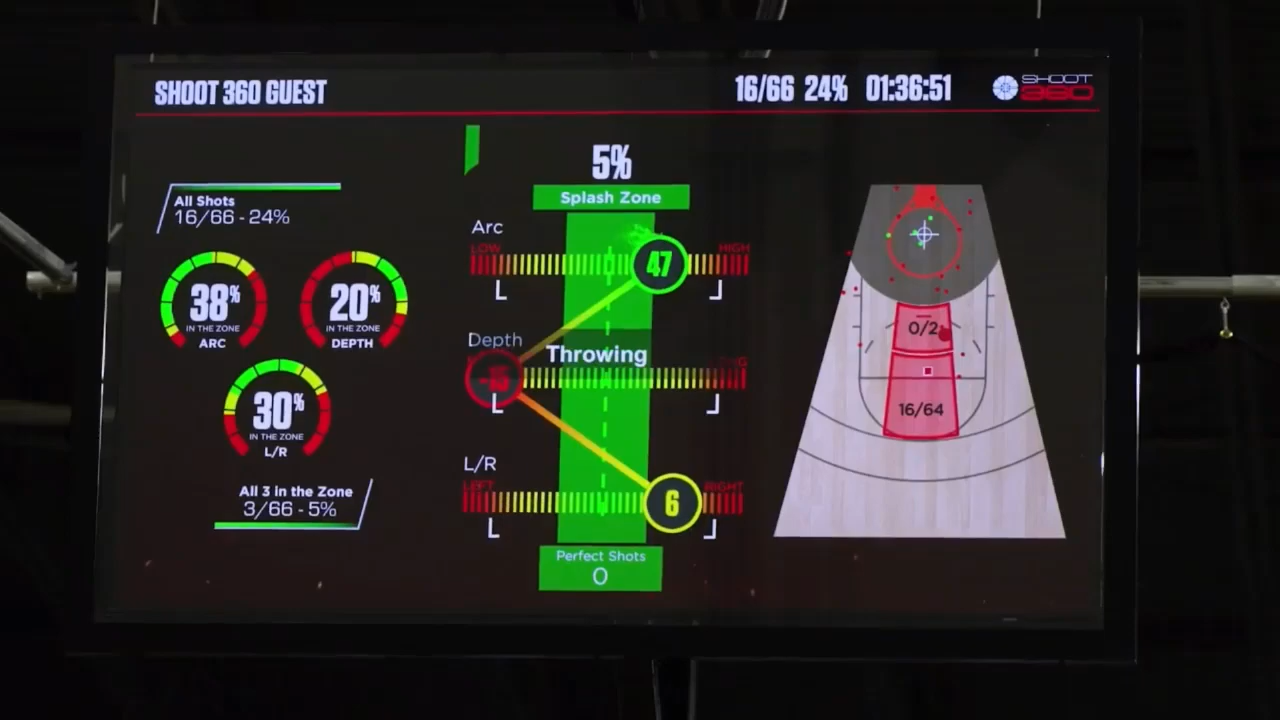 SHOOT 360 GUEST
16/66 24% 01:36:51
SHOOT
360
5%
Splash Zone
All Shots
16/66 - 24%
Arc
LOW
HIGH
47
38%
IN THE ZONE
ARC
20%
IN THE ZONE
DEPTH
0/2
Depth
Throwing
30%
IN THE ZONE
L/R
16/64
L/R
LEFT
RIGHT
6
All 3 in the Zone
3/66 - 5%
Perfect Shots
0